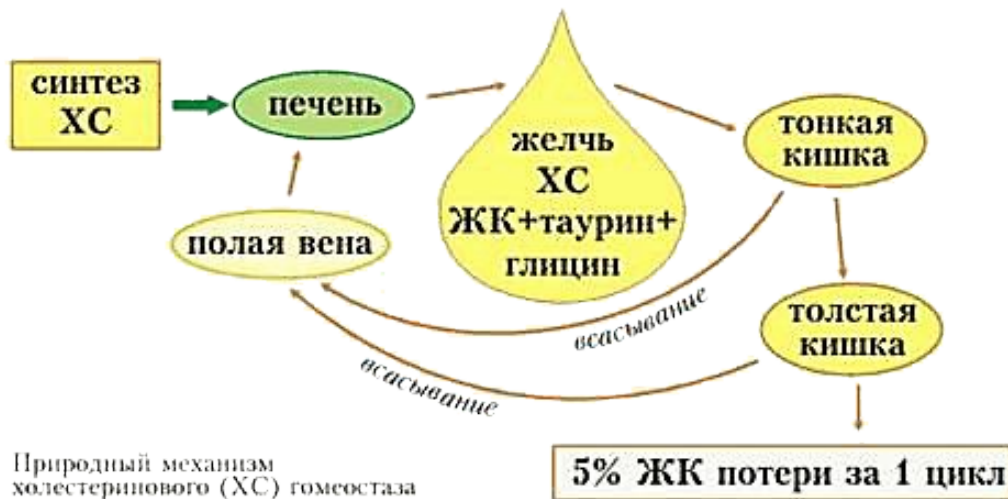 синтез
ХС
печень
желчь
ХС
ЖК+таурин+
глицин
тонкая
кишка
полая вена
всасывание
толстая
кишка
всасывание
5% ЖК потери за 1 цикл
Природный механизм
холестеринового (ХС) гомеостаза